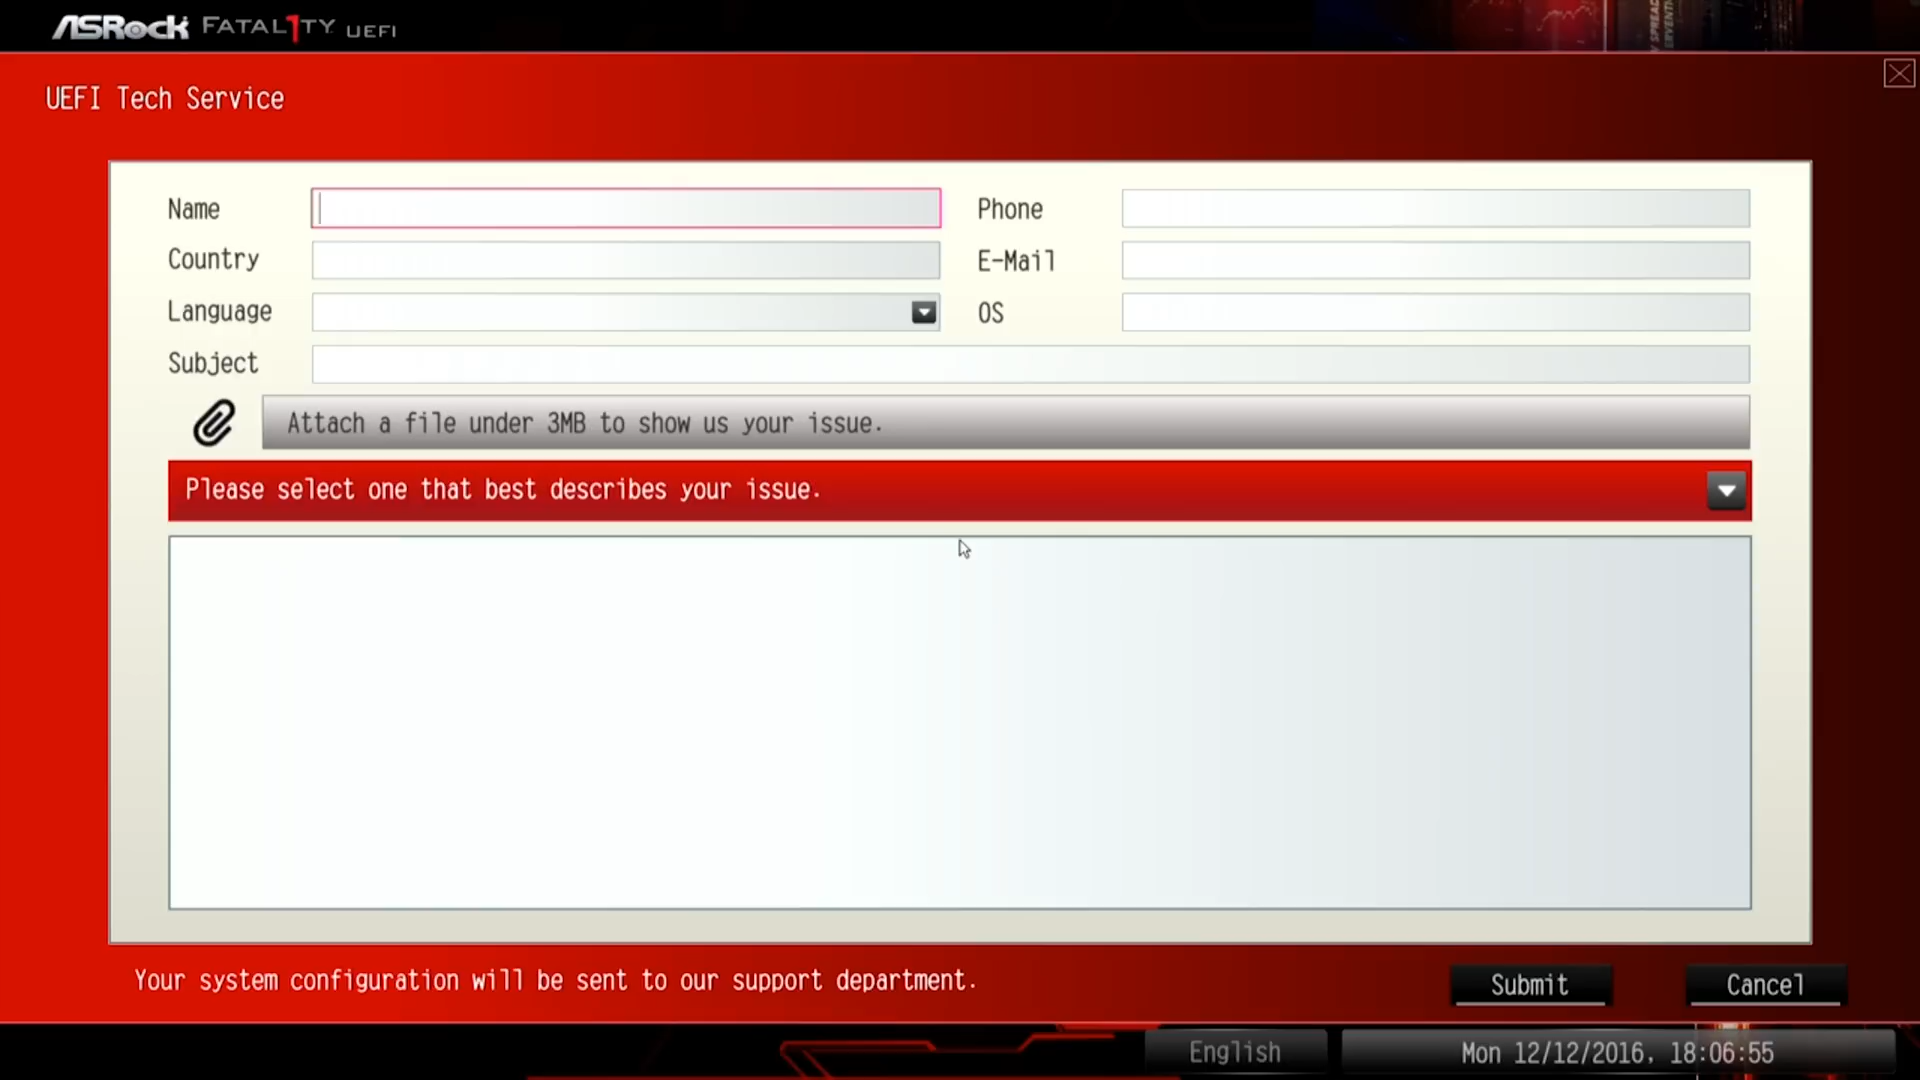 ASRock FATAL1TY UEFI
UEFI Tech Service
Name
Phone
Country
E-Mail
Language
OS
Subject
Attach a file under 3MB to show us your issue.
Please select one that best describes your issue.
Your system configuration will be sent to our support department.
Submit
Cancel
English
Mon 12/12/2016, 18:06:55